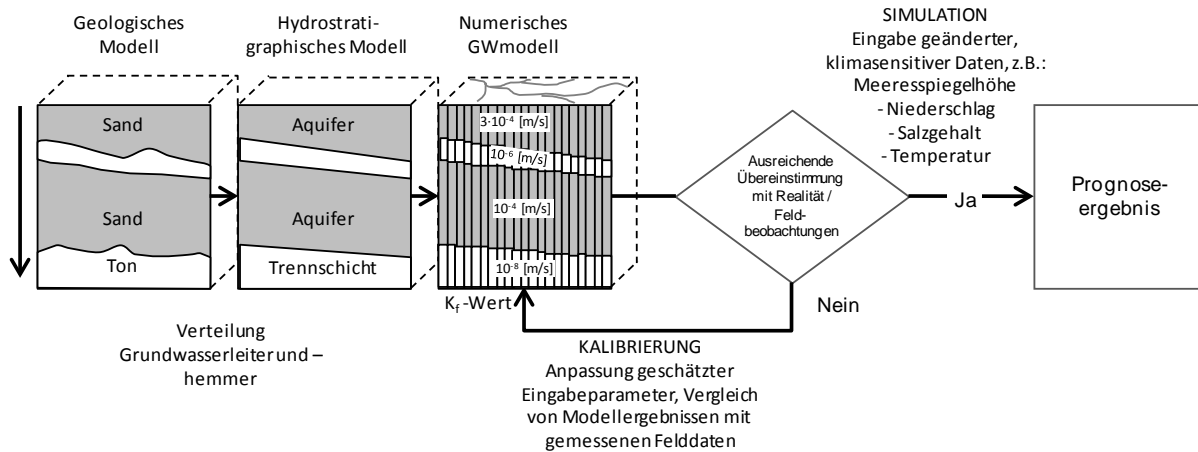 Geologisches
Modell
Hydrostrati-
graphisches Modell
Numerisches
GWmodell
Sand
Sand
Ton
Aquifer
Aquifer
Trennschicht
3·10⁻⁴ [m/s]
10⁻⁶ [m/s]
10⁻⁴ [m/s]
10⁻⁸ [m/s]
Kf -Wert
Verteilung
Grundwasserleiter und –
hemmer
KALIBRIERUNG
Anpassung geschätzter
Eingabeparameter, Vergleich
von Modellergebnissen mit
gemessenen Felddaten
Ausreichende
Übereinstimmung
mit Realität /
Feld-
beobachtungen
Nein
Ja
SIMULATION
Eingabe geänderter,
klimasensitiver Daten, z.B.:
Meeresspiegelhöhe
- Niederschlag
- Salzgehalt
- Temperatur
Prognose-
ergebnis